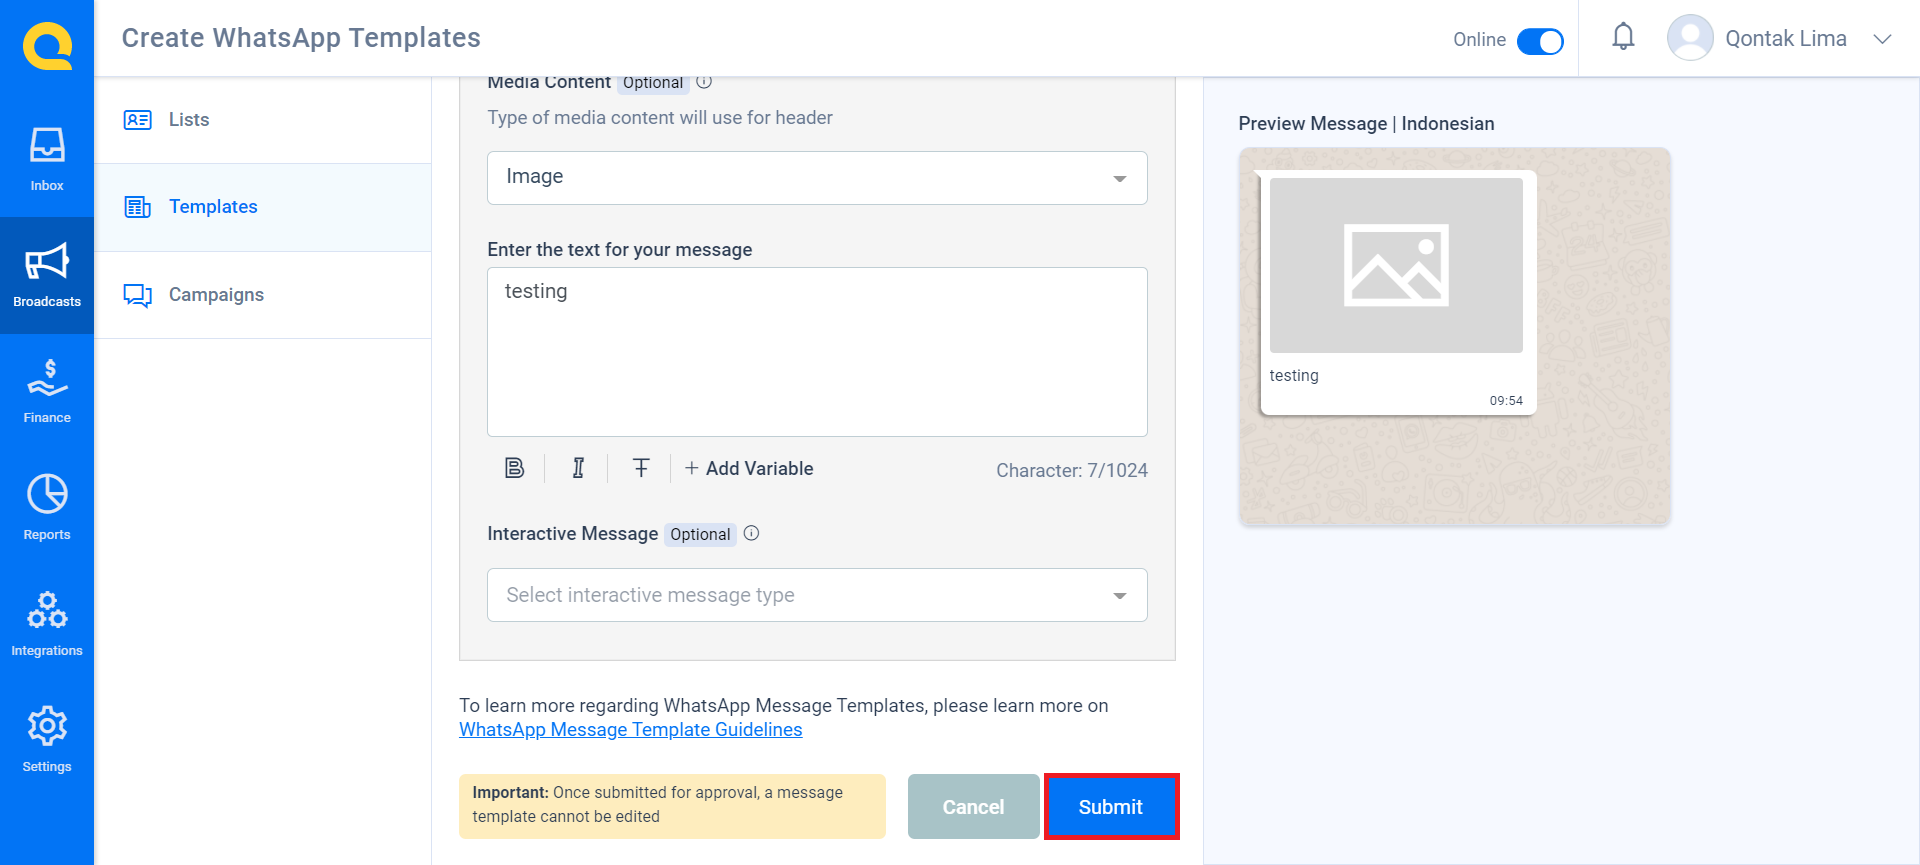 Create WhatsApp Templates
Online
Qontak Lima
Inbox
Broadcasts
Finance
Reports
Integrations
Settings
Lists
Templates
Campaigns
Media Content Optional
Type of media content will use for header
Image
Enter the text for your message
testing
Add Variable
Character: 7/1024
Interactive Message Optional
Select interactive message type
To learn more regarding WhatsApp Message Templates, please learn more on
WhatsApp Message Template Guidelines
Important: Once submitted for approval, a message
template cannot be edited
Cancel
Submit
Preview Message | Indonesian
testing
09:54